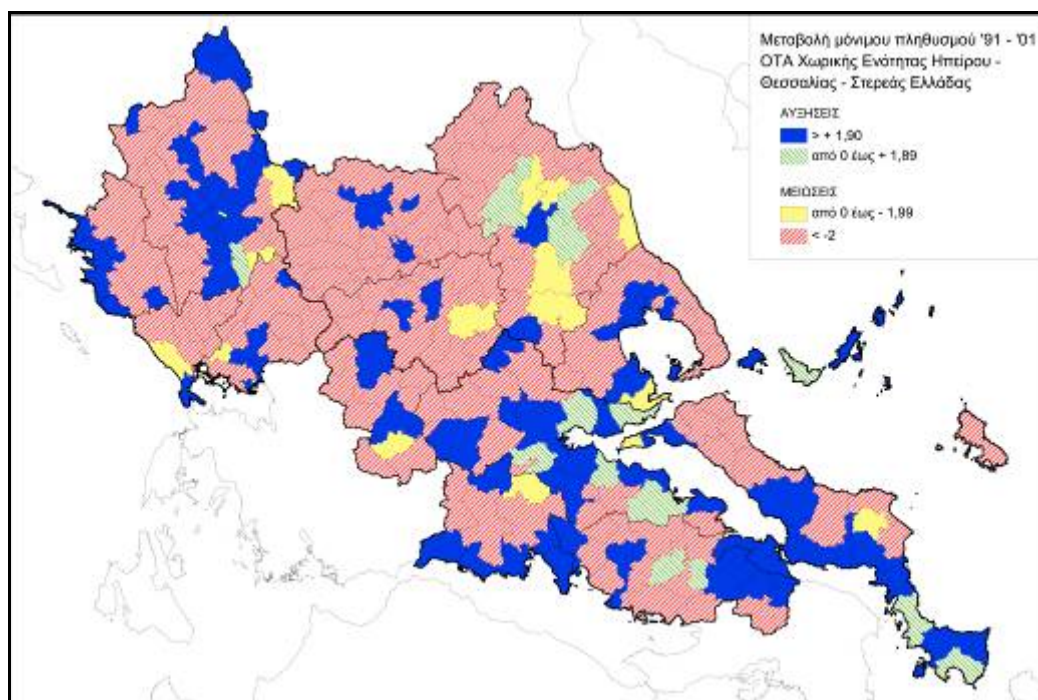 Μεταβολή μόνιμου πληθυσμού '91 - '01
ΟΤΑ Χωρικής Ενότητας Ηπείρου -
Θεσσαλίας - Στερεάς Ελλάδας
ΑΥΞΗΣΕΙΣ
> + 1,90
από 0 έως + 1,89
ΜΕΙΩΣΕΙΣ
από 0 έως - 1,99
< -2